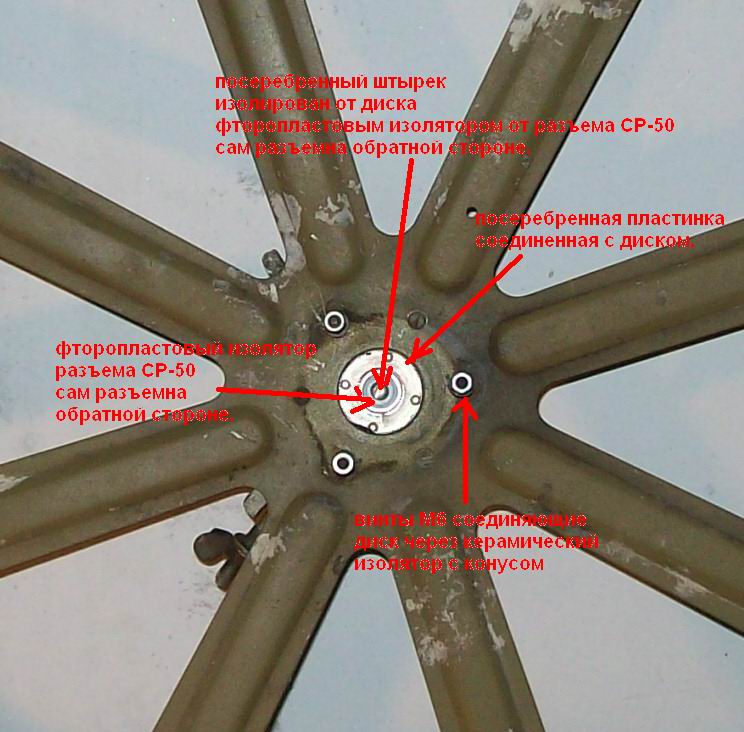 посеребренный штырек
изолирован от диска
фторопластовым изолятором от разъема СР-50
сам разъемна обратной стороне.
посеребренная пластинка
соединенная с диском.
фторопластовый изолятор
разъема СР-50
сам разъемна
обратной стороне.
винты М6 соединяющие
диск через керамический
изолятор с конусом